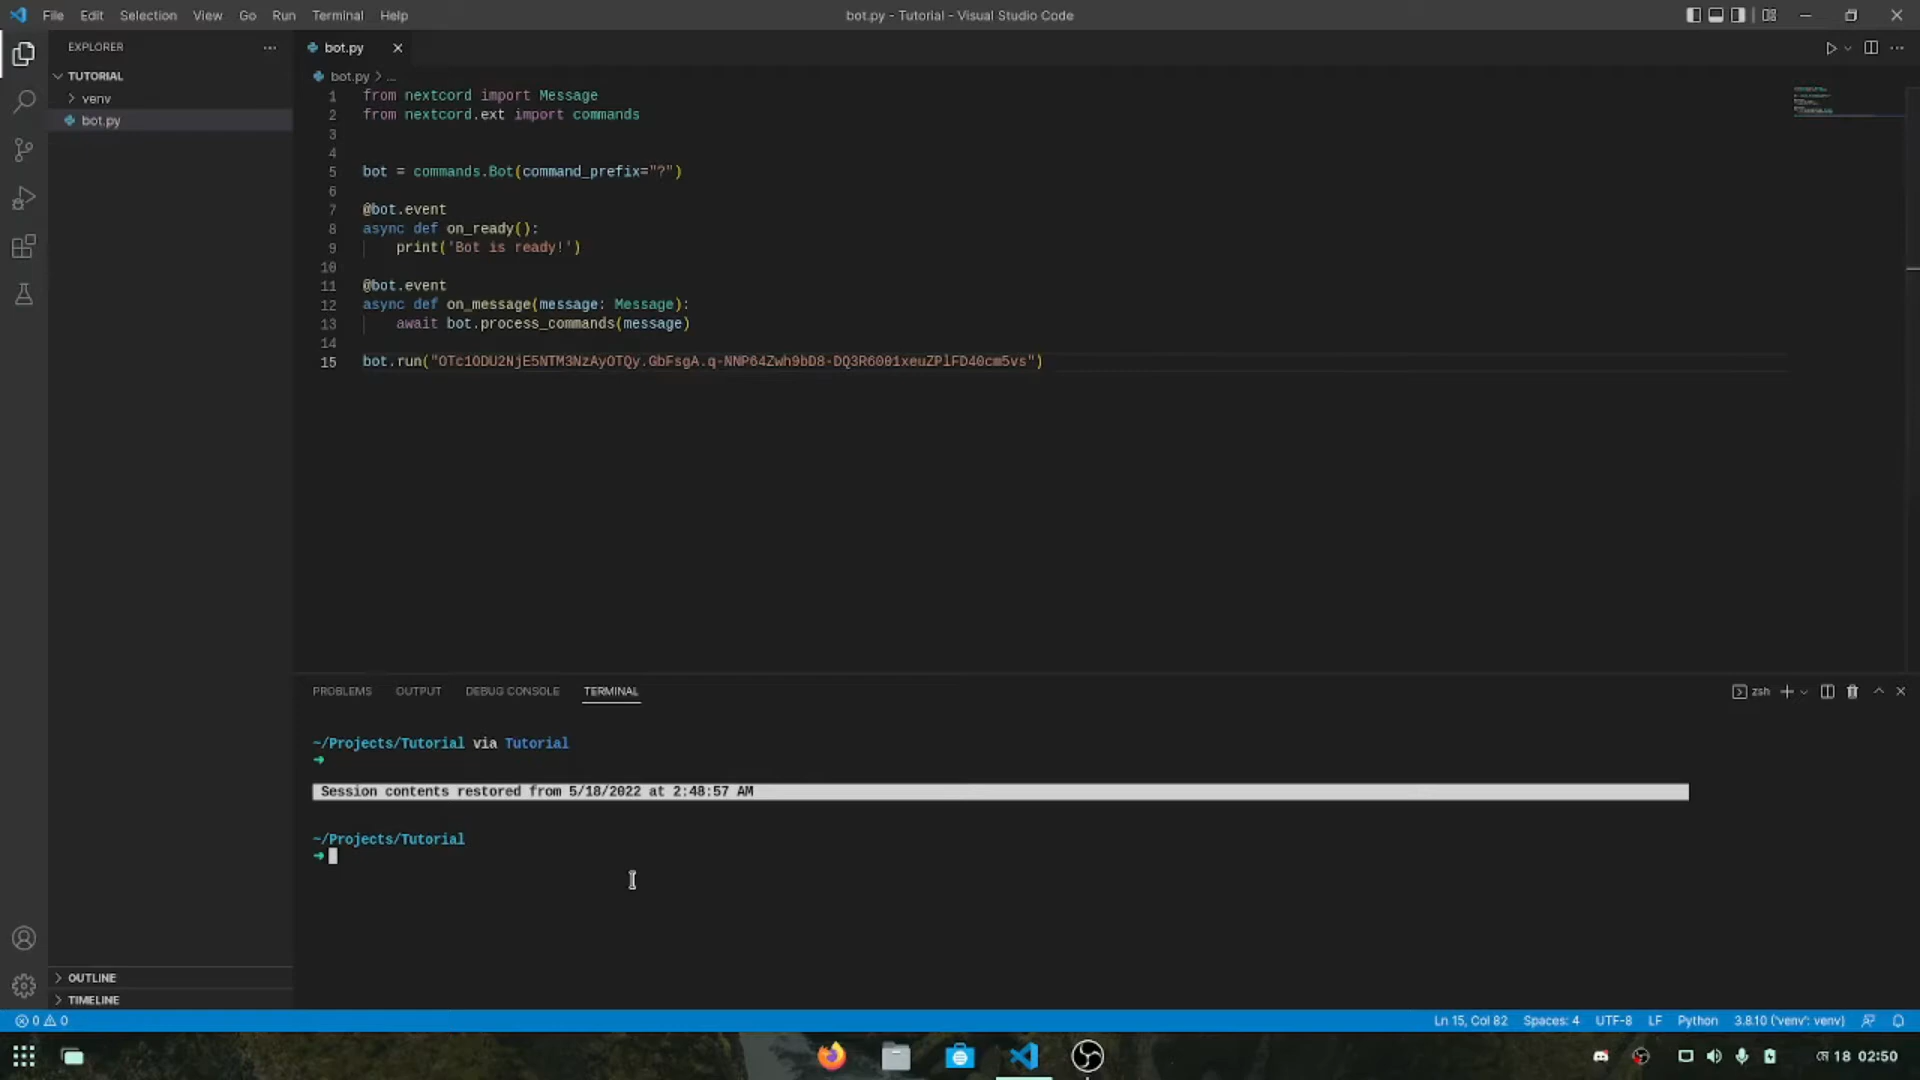 File Edit Selection View Go Run Terminal Help
bot.py - Tutorial - Visual Studio Code
EXPLORER
TUTORIAL
venv
bot.py
bot.py
bot.py > ...
1 from nextcord import Message
2 from nextcord.ext import commands
3
4
5 bot = commands.Bot(command_prefix="?")
6
7 @bot.event
8 async def on_ready():
9 print('Bot is ready!')
10
11 @bot.event
12 async def on_message(message: Message):
13 await bot.process_commands(message)
14
15 bot.run("OTc1ODU2NjE5NTM3NzAyOTQy.GbFsgA.q-NNP64Zwh9bD8-DQ3R6001xeuZPlFD40cm5vs")
PROBLEMS OUTPUT DEBUG CONSOLE TERMINAL
zsh
~/Projects/Tutorial via Tutorial
➜
Session contents restored from 5/18/2022 at 2:48:57 AM
~/Projects/Tutorial
➜
OUTLINE
TIMELINE
0 0
Ln 15, Col 82 Spaces: 4 UTF-8 LF Python 3.8.10 ('venv': venv)
মে 18 02:50